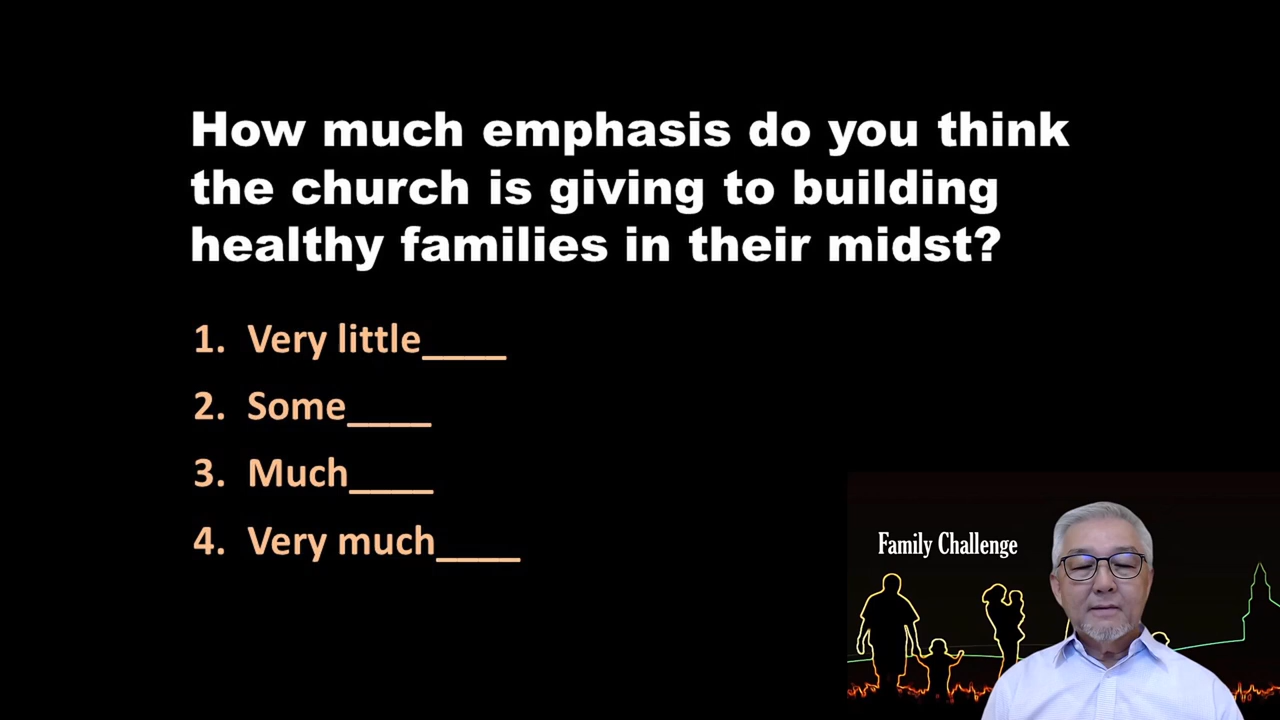 How much emphasis do you think
the church is giving to building
healthy families in their midst?
1. Very little____
2. Some____
3. Much____
4. Very much____
Family Challenge